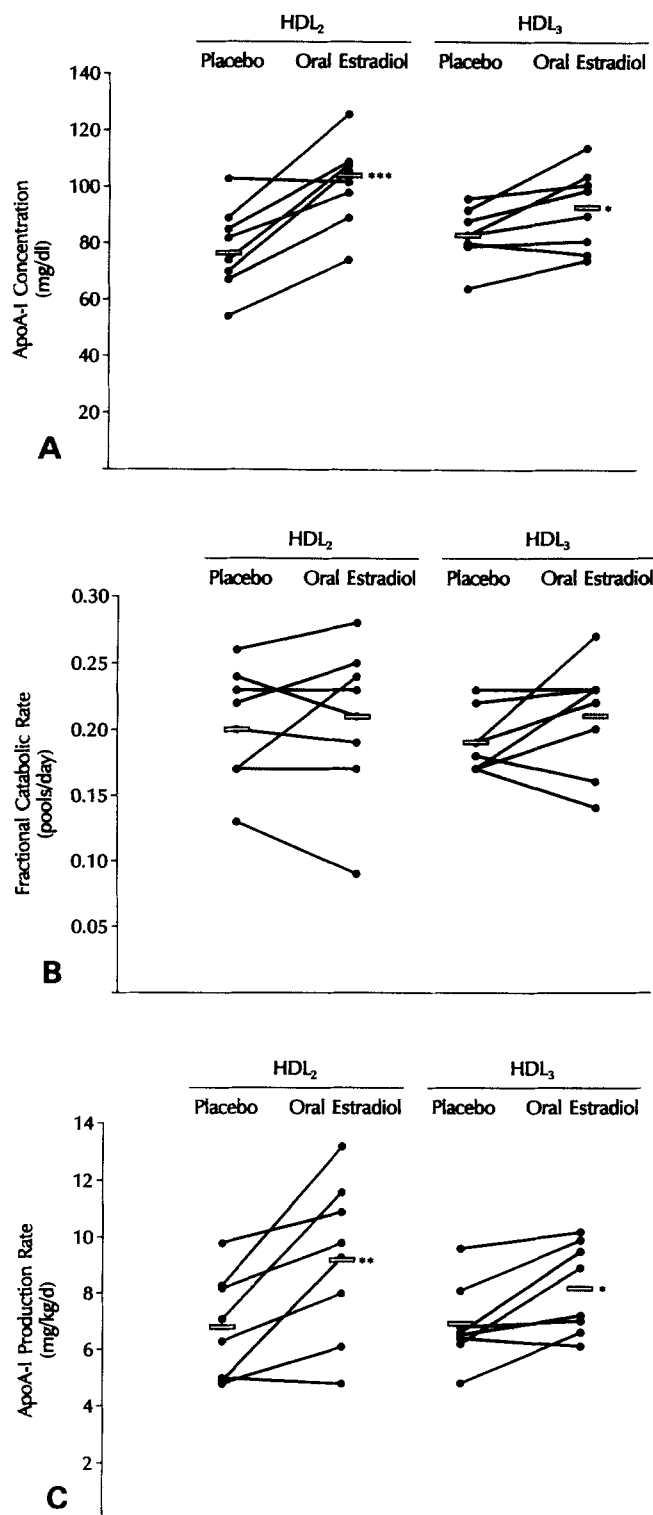 HDL₂ HDL₃
Placebo Oral Estradiol Placebo Oral Estradiol
140
120
100
80
60
40
20
ApoA-I Concentration
(mg/dl)
***
*
A
HDL₂ HDL₃
Placebo Oral Estradiol Placebo Oral Estradiol
0.30
0.25
0.20
0.15
0.10
0.05
Fractional Catabolic Rate
(pools/day)
B
HDL₂ HDL₃
Placebo Oral Estradiol Placebo Oral Estradiol
14
12
10
8
6
4
2
ApoA-I Production Rate
(mg/kg/d)
**
*
C